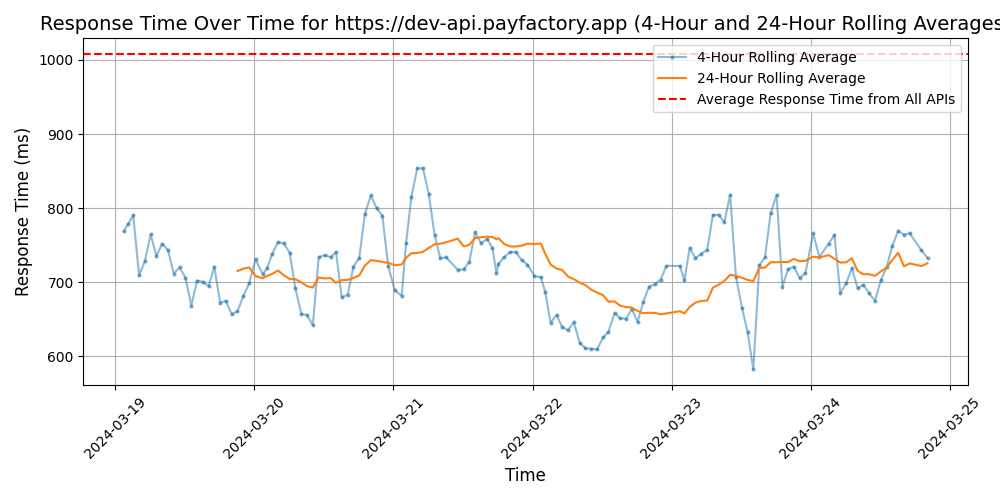 Response Time Over Time for https://dev-api.payfactory.app (4-Hour and 24-Hour Rolling Averages
4-Hour Rolling Average
24-Hour Rolling Average
Average Response Time from All APIs
Response Time (ms)
1000
900
800
700
600
2024-03-19
2024-03-20
2024-03-21
2024-03-22
2024-03-23
2024-03-24
2024-03-25
Time